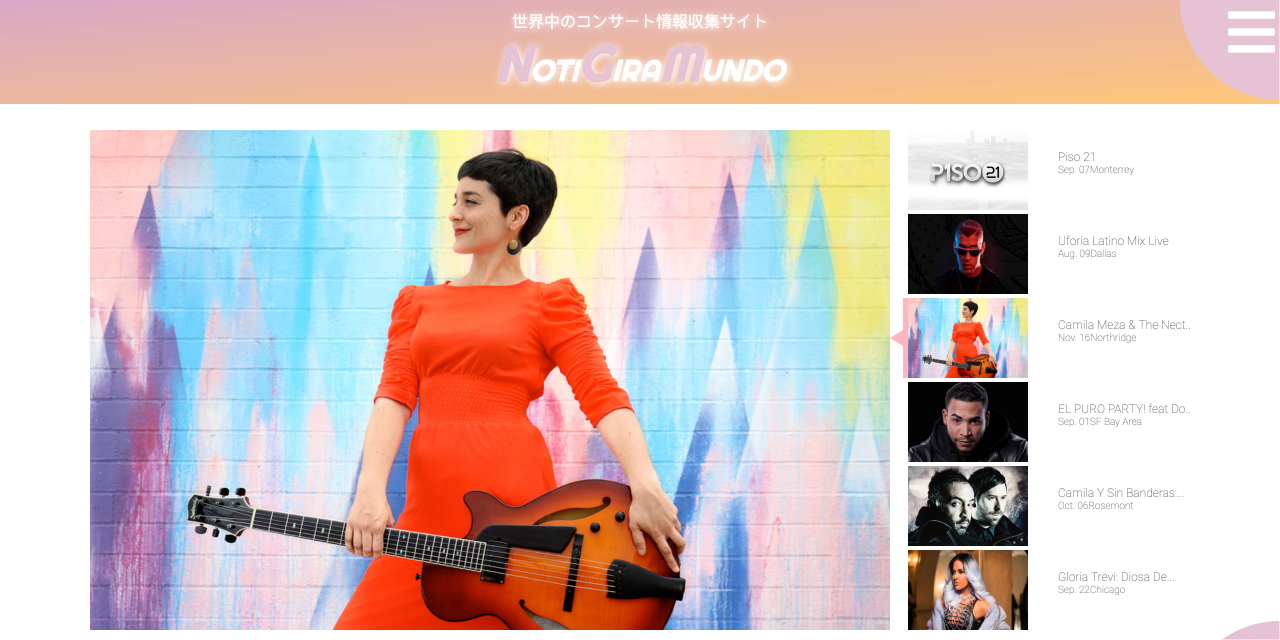 世界中のコンサート情報収集サイト
NOTIGIRAMUNDO
PISO 21
Piso 21
Sep. 07Monterrey
Uforia Latino Mix Live
Aug. 09Dallas
Camila Meza & The Nect..
Nov. 16Northridge
EL PURO PARTY! feat Do..
Sep. 01SF Bay Area
Camila Y Sin Banderas:...
Oct. 06Rosemont
Gloria Trevi: Diosa De...
Sep. 22Chicago